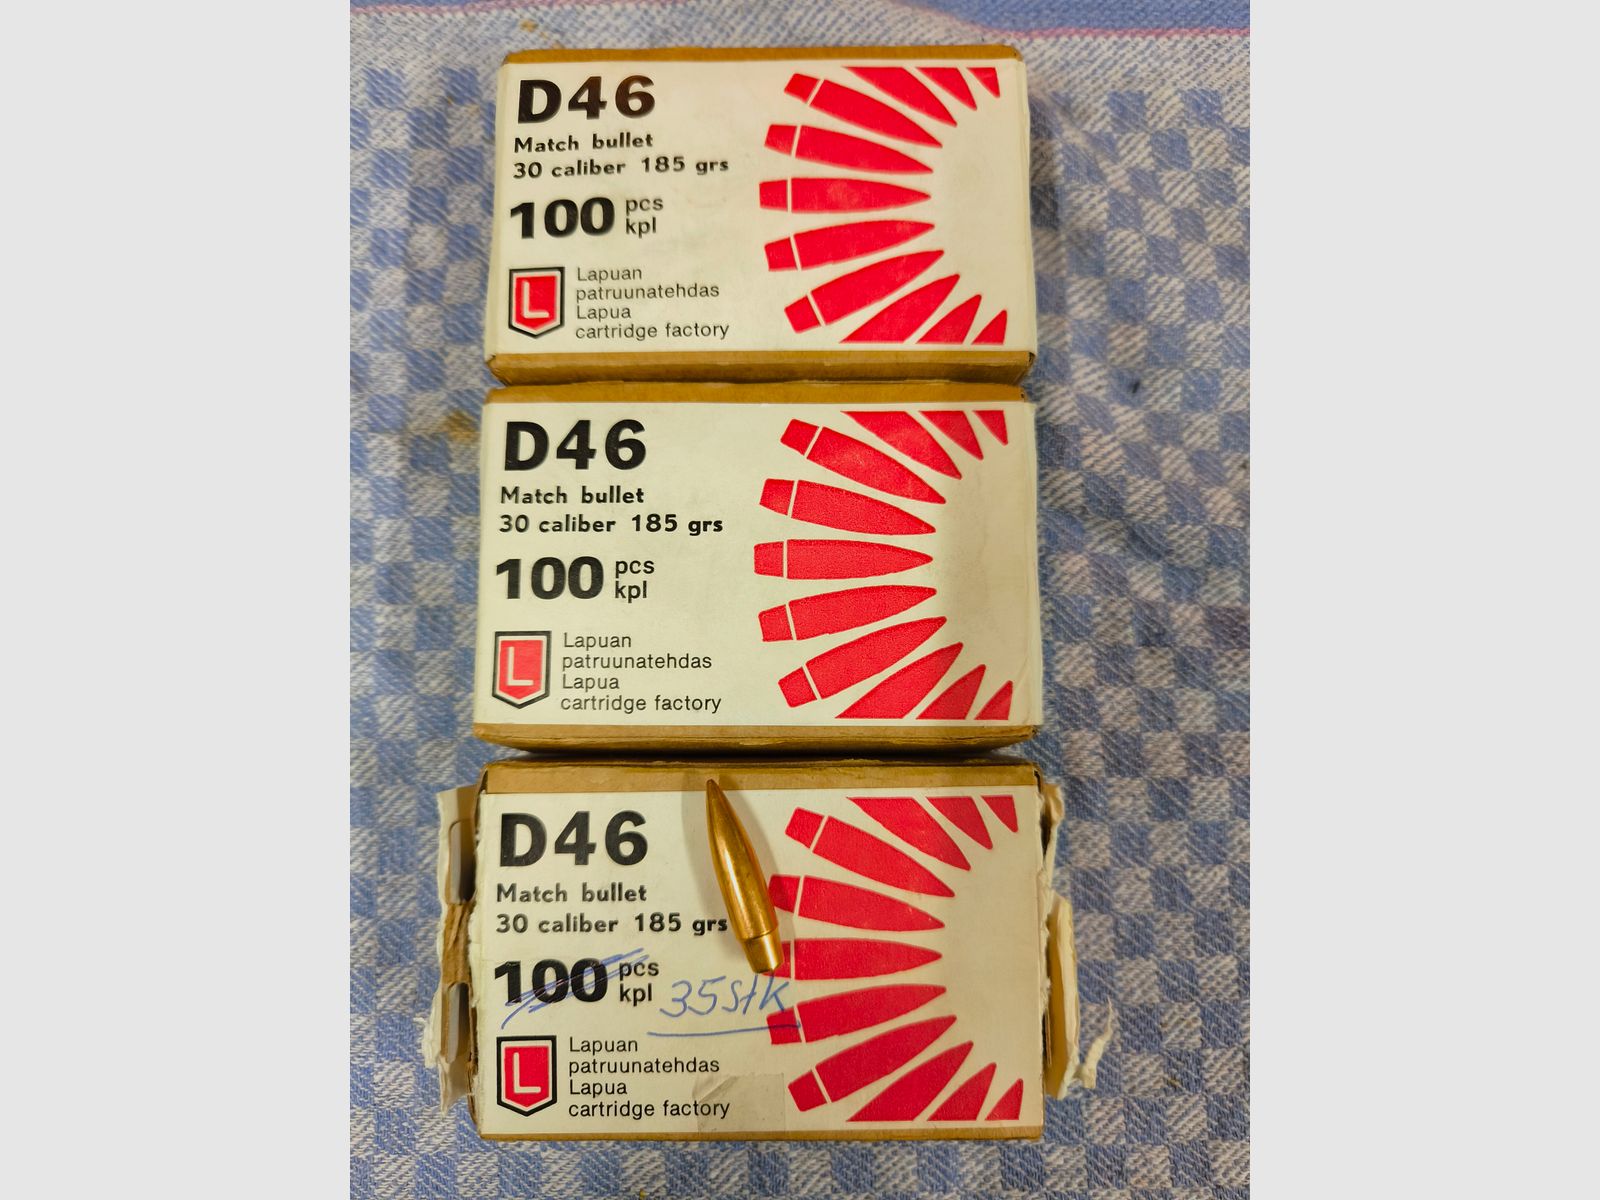 D46
Match bullet
30 caliber 185 grs
100 pcs
kpl
L
Lapuan
patruunatehdas
Lapua
cartridge factory
D46
Match bullet
30 caliber 185 grs
100 pcs
kpl
L
Lapuan
patruunatehdas
Lapua
cartridge factory
D46
Match bullet
30 caliber 185 grs
100 pcs
kpl 35stk
L
Lapuan
patruunatehdas
Lapua
cartridge factory